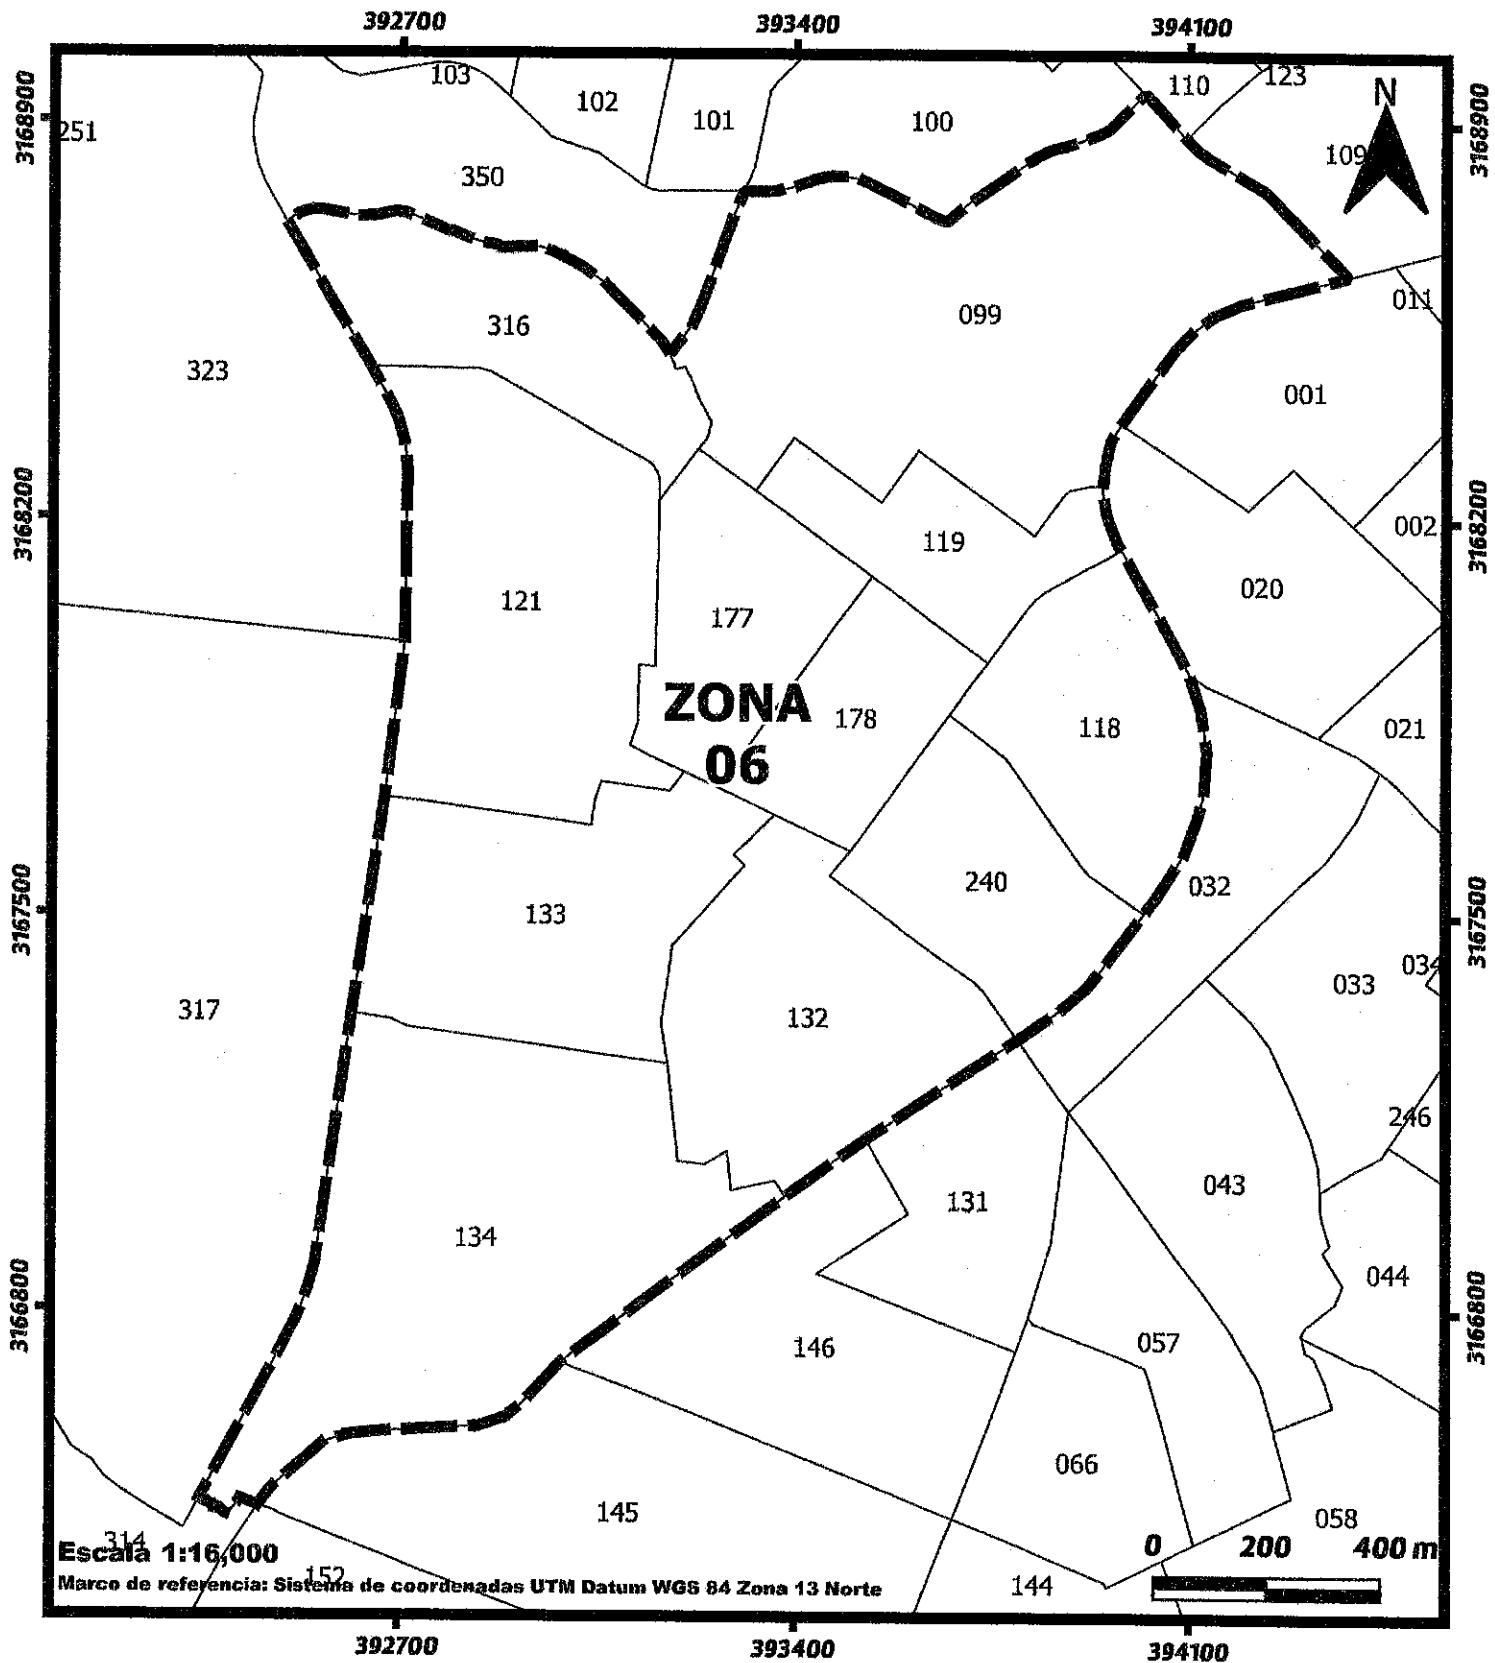 392700 393400 394100
3168900 3168900
103 102 101 100 110 123
251 109 N
350
316 099 011
323 001
3168200 3168200
119 002
121 177 020
ZONA
06
178 118 021
240 032
133
3167500 3167500
034
033
317 132
246
131 043
134
044
3166800 3166800
146 057
066
145 058
314
Escala 1:16,000
0 200 400 m
152
Marco de referencia: Sistema de coordenadas UTM Datum WGS 84 Zona 13 Norte
144
392700 393400 394100